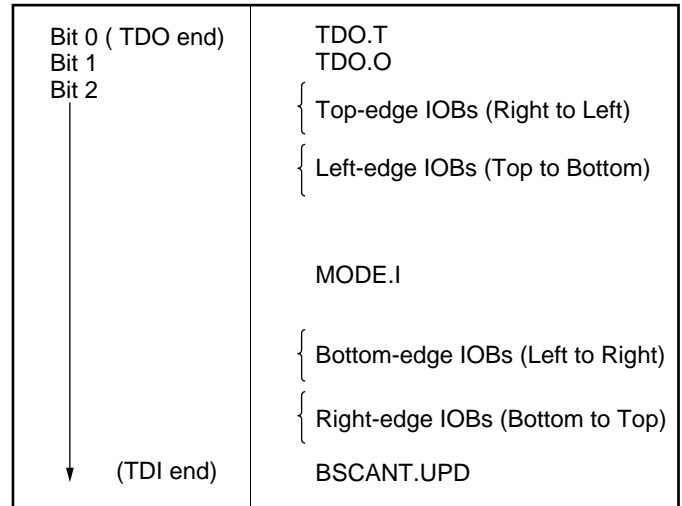 Bit 0 ( TDO end) TDO.T
Bit 1 TDO.O
Bit 2
Top-edge IOBs (Right to Left)
Left-edge IOBs (Top to Bottom)
MODE.I
Bottom-edge IOBs (Left to Right)
Right-edge IOBs (Bottom to Top)
(TDI end) BSCANT.UPD